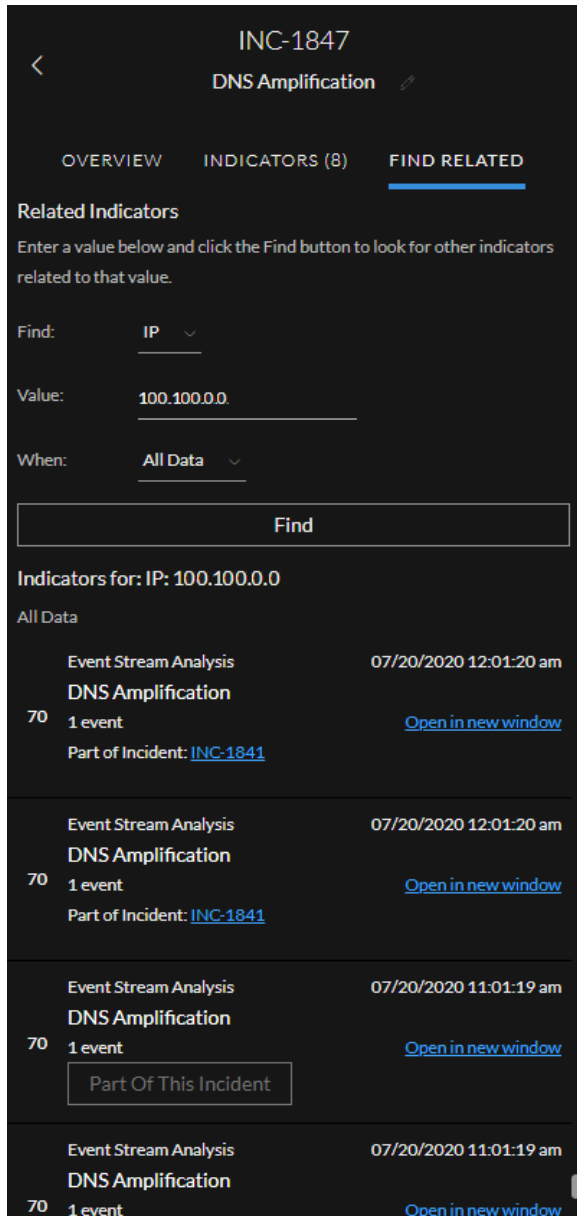 INC-1847
DNS Amplification
OVERVIEW INDICATORS (8) FIND RELATED
Related Indicators
Enter a value below and click the Find button to look for other indicators
related to that value.
Find: IP
Value: 100.100.0.0.
When: All Data
Find
Indicators for: IP: 100.100.0.0
All Data
Event Stream Analysis 07/20/2020 12:01:20 am
DNS Amplification
70 1 event Open in new window
Part of Incident: INC-1841
Event Stream Analysis 07/20/2020 12:01:20 am
DNS Amplification
70 1 event Open in new window
Part of Incident: INC-1841
Event Stream Analysis 07/20/2020 11:01:19 am
DNS Amplification
70 1 event Open in new window
Part Of This Incident
Event Stream Analysis 07/20/2020 11:01:19 am
DNS Amplification
70 1 event Open in new window